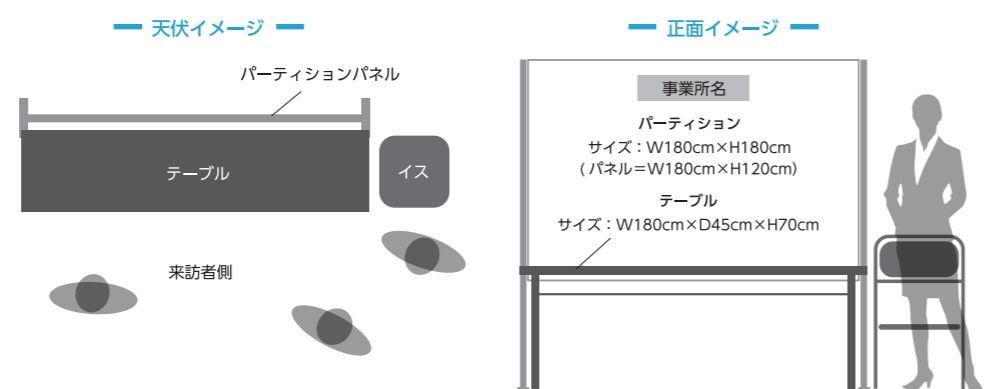 天伏イメージ
パーティションパネル
テーブル
イス
来訪者側
正面イメージ
事業所名
パーティション
サイズ：W180cm×H180cm
(パネル＝W180cm×H120cm)
テーブル
サイズ：W180cm×D45cm×H70cm